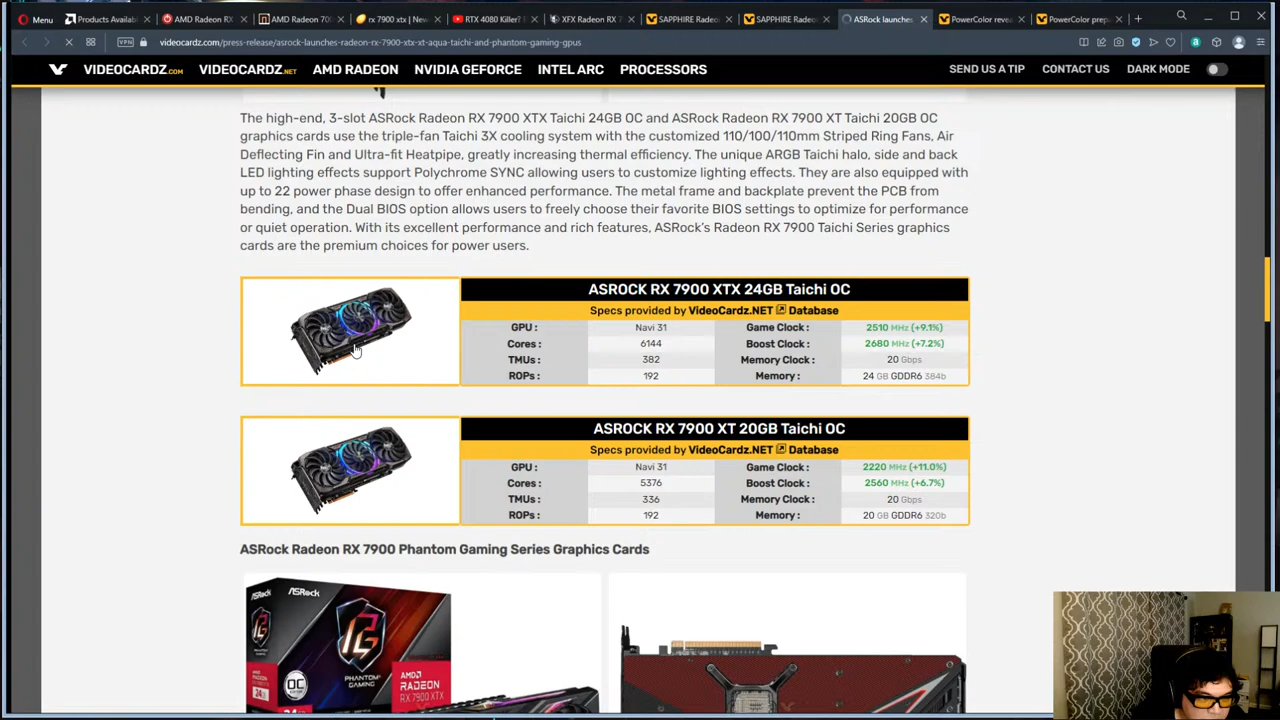 Menu
Products Available
AMD Radeon RX
AMD Radeon 70
rx 7900 xtx | New
RTX 4080 Killer?
XFX Radeon RX 7
SAPPHIRE Radeo
SAPPHIRE Radeo
ASRock launches
PowerColor revea
PowerColor prep
VPN
videocardz.com/press-release/asrock-launches-radeon-rx-7900-xtx-xt-aqua-taichi-and-phantom-gaming-gpus
VIDEOCARDZ.COM
VIDEOCARDZ.NET
AMD RADEON
NVIDIA GEFORCE
INTEL ARC
PROCESSORS
SEND US A TIP
CONTACT US
DARK MODE
The high-end, 3-slot ASRock Radeon RX 7900 XTX Taichi 24GB OC and ASRock Radeon RX 7900 XT Taichi 20GB OC
graphics cards use the triple-fan Taichi 3X cooling system with the customized 110/100/110mm Striped Ring Fans, Air
Deflecting Fin and Ultra-fit Heatpipe, greatly increasing thermal efficiency. The unique ARGB Taichi halo, side and back
LED lighting effects support Polychrome SYNC allowing users to customize lighting effects. They are also equipped with
up to 22 power phase design to offer enhanced performance. The metal frame and backplate prevent the PCB from
bending, and the Dual BIOS option allows users to freely choose their favorite BIOS settings to optimize for performance
or quiet operation. With its excellent performance and rich features, ASRock's Radeon RX 7900 Taichi Series graphics
cards are the premium choices for power users.
ASROCK RX 7900 XTX 24GB Taichi OC
Specs provided by VideoCardz.NET Database
GPU : Navi 31 Game Clock : 2510 MHz (+9.1%)
Cores : 6144 Boost Clock : 2680 MHz (+7.2%)
TMUs : 382 Memory Clock : 20 Gbps
ROPs : 192 Memory : 24 GB GDDR6 384b
ASROCK RX 7900 XT 20GB Taichi OC
Specs provided by VideoCardz.NET Database
GPU : Navi 31 Game Clock : 2220 MHz (+11.0%)
Cores : 5376 Boost Clock : 2560 MHz (+6.7%)
TMUs : 336 Memory Clock : 20 Gbps
ROPs : 192 Memory : 20 GB GDDR6 320b
ASRock Radeon RX 7900 Phantom Gaming Series Graphics Cards
ASRock
PHANTOM
GAMING
OC
AMD
RADEON
RX 7900 XTX